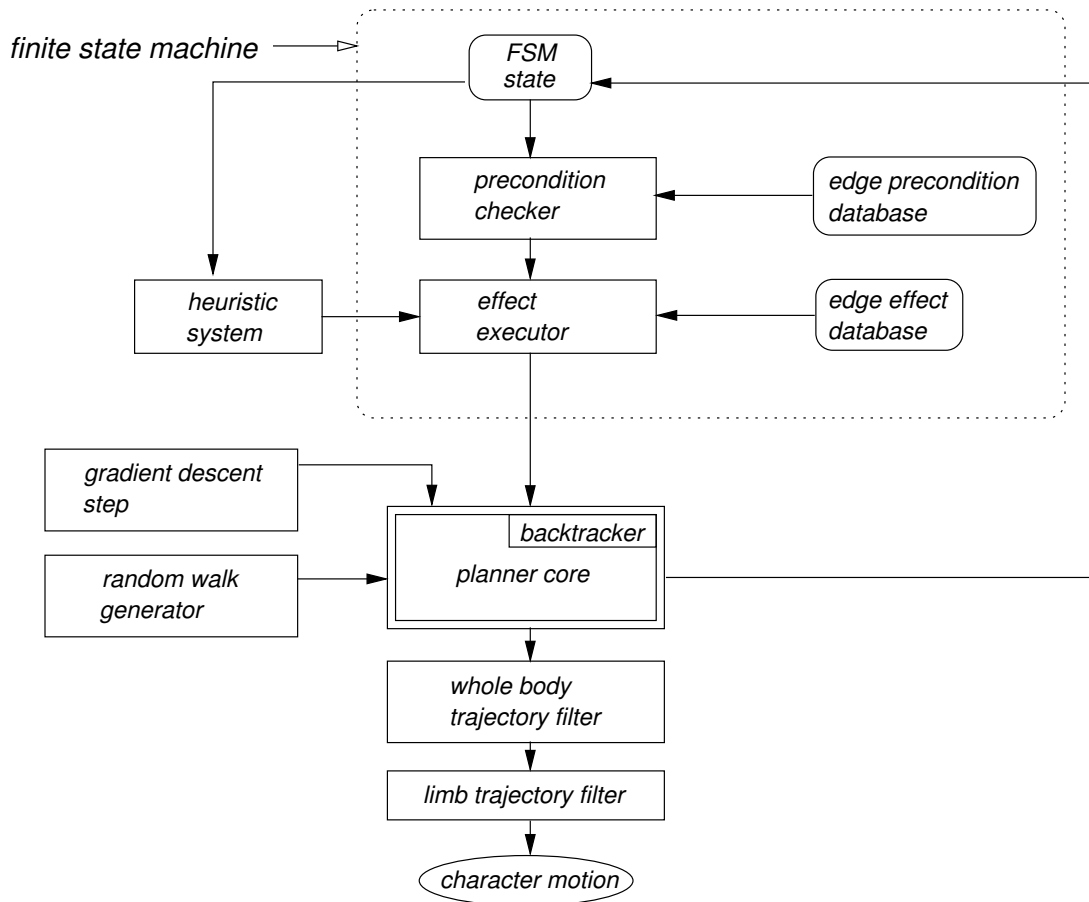 finite state machine
FSM
state
precondition
checker
edge precondition
database
heuristic
system
effect
executor
edge effect
database
gradient descent
step
backtracker
planner core
random walk
generator
whole body
trajectory filter
limb trajectory filter
character motion